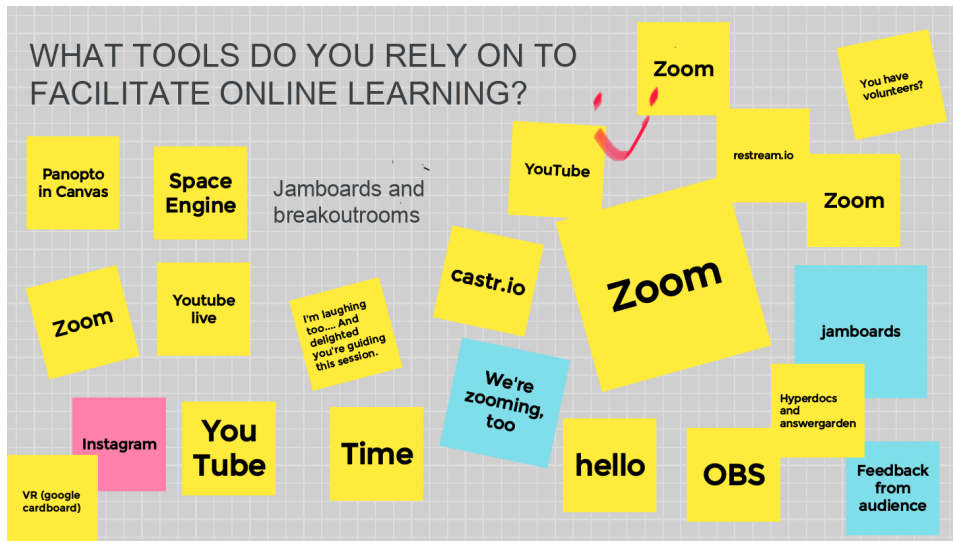 WHAT TOOLS DO YOU RELY ON TO
FACILITATE ONLINE LEARNING?
Zoom
You have
volunteers?
YouTube
restream.io
Panopto
in Canvas
Space
Engine
Jamboards and
breakoutrooms
Zoom
castr.io
Zoom
Zoom
Youtube
live
I'm laughing
too.... And
delighted
you're guiding
this session.
jamboards
We're
zooming,
too
Hyperdocs
and
answergarden
Instagram
You
Tube
Time
hello
OBS
Feedback
from
audience
VR (google
cardboard)